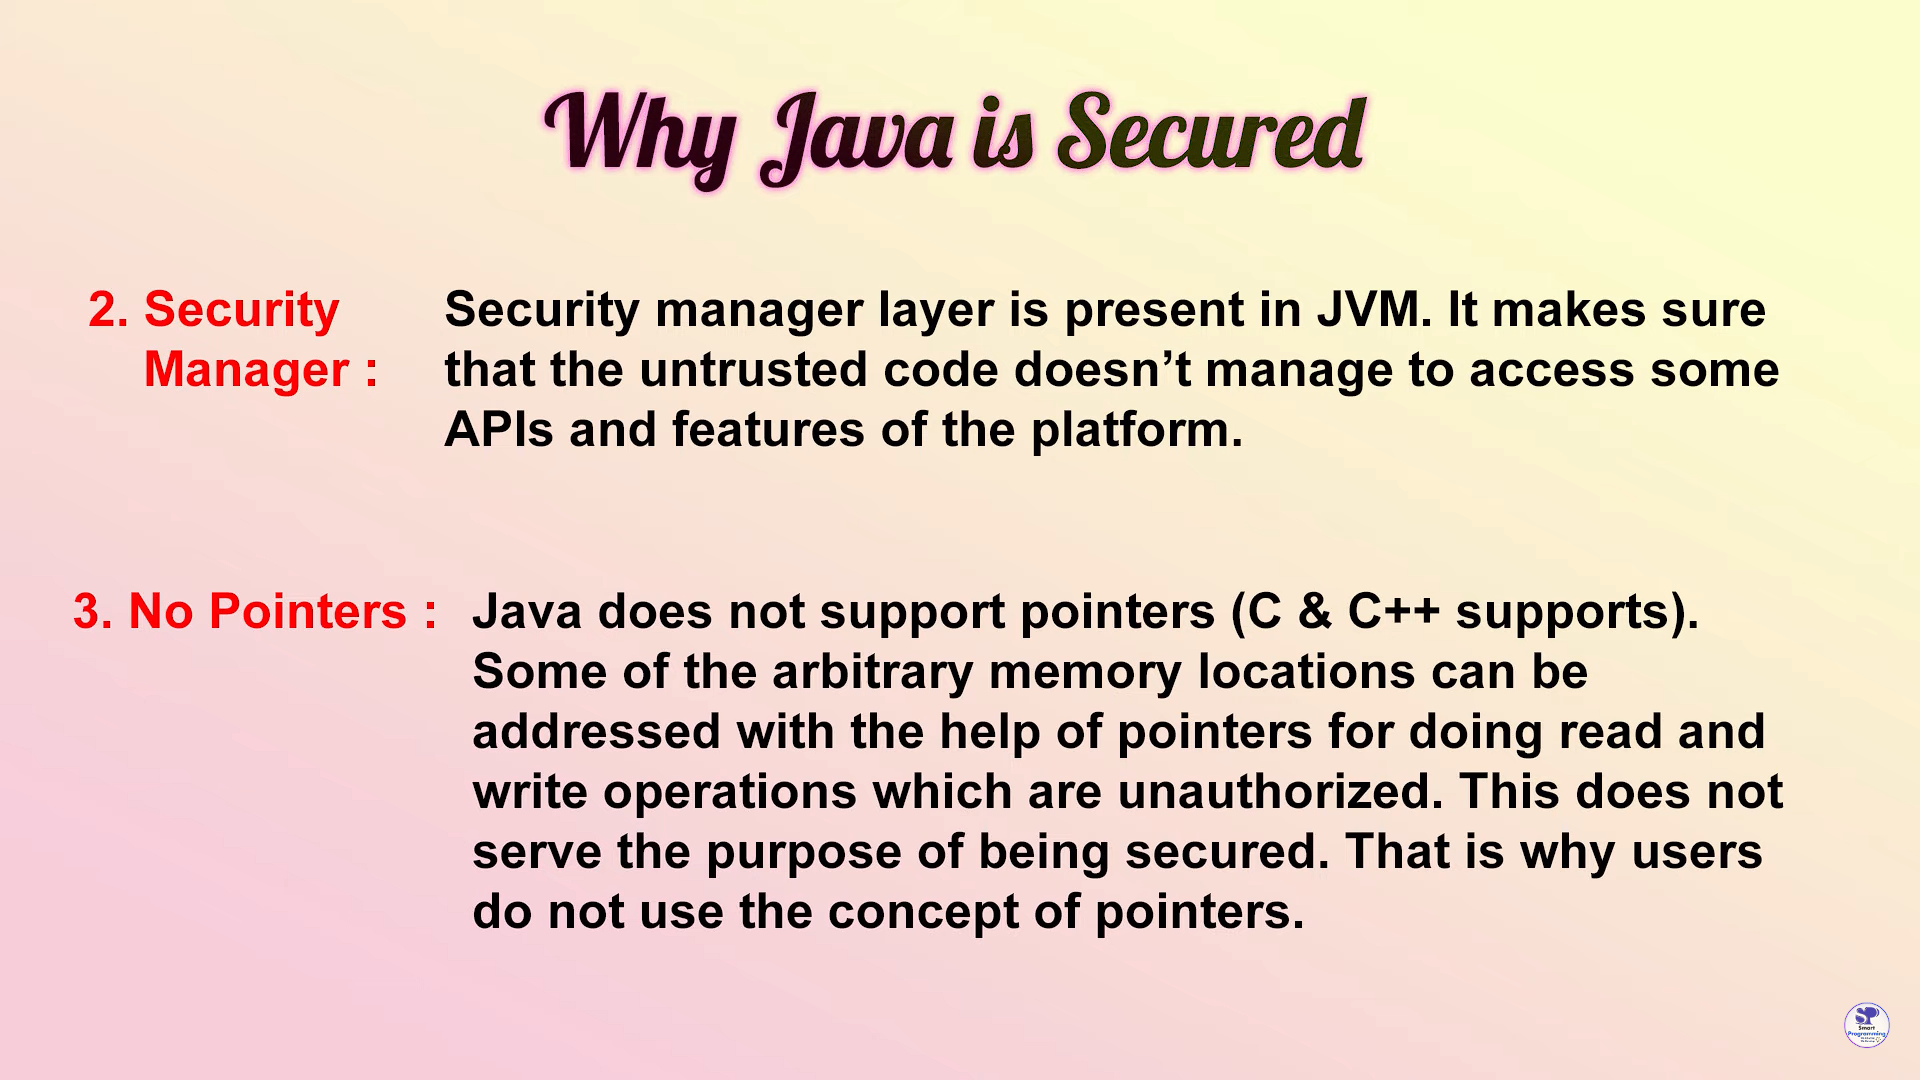 Why Java is Secured
2. Security
Manager :
Security manager layer is present in JVM. It makes sure
that the untrusted code doesn’t manage to access some
APIs and features of the platform.
3. No Pointers :
Java does not support pointers (C & C++ supports).
Some of the arbitrary memory locations can be
addressed with the help of pointers for doing read and
write operations which are unauthorized. This does not
serve the purpose of being secured. That is why users
do not use the concept of pointers.
SP
Smart
Programming